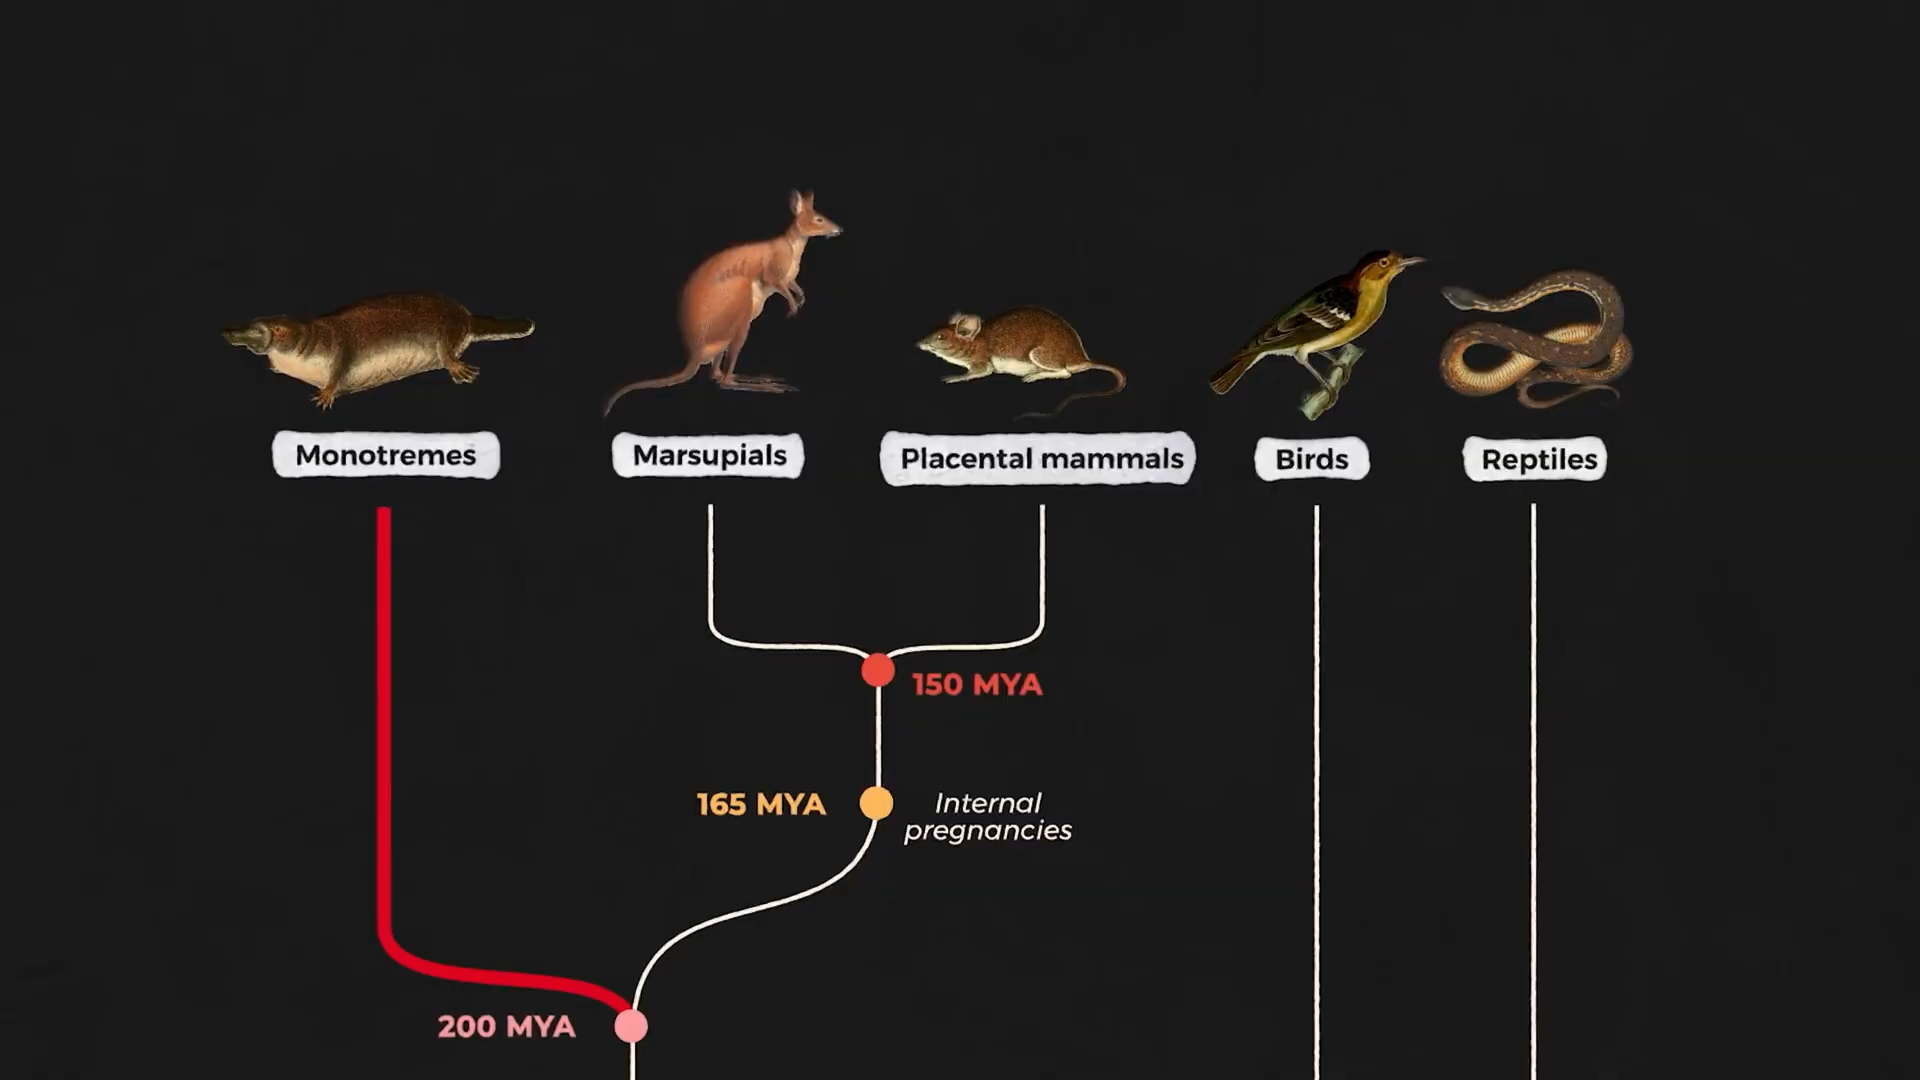 Monotremes
Marsupials
Placental mammals
Birds
Reptiles
150 MYA
165 MYA
Internal
pregnancies
200 MYA